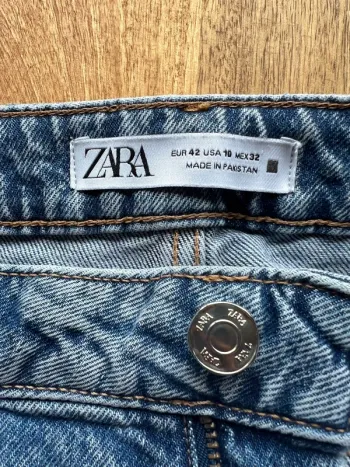 ZARA
EUR 42 USA 10 MEX 32
MADE IN PAKISTAN
ZARA ZARA